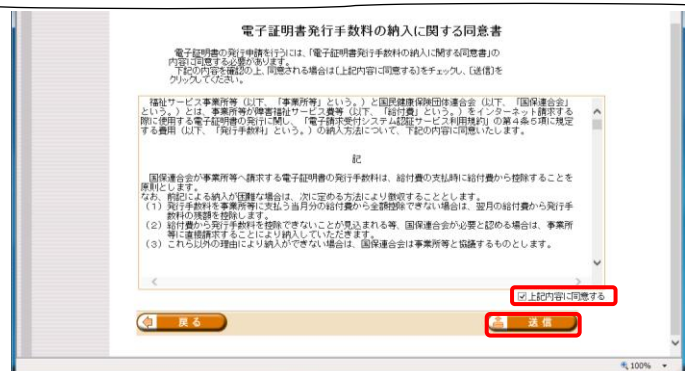 電子証明書発行手数料の納入に関する同意書
電子証明書の発行申請を行うには、「電子証明書発行手数料の納入に関する同意書」の
内容に同意する必要があります。
下記の内容を確認の上、同意される場合は［上記内容に同意する］をチェックし、［送信］を
クリックしてください。
福祉サービス事業所等（以下、「事業所等」という。）と国民健康保険団体連合会（以下、「国保連合会」
という。）とは、事業所等が障害福祉サービス費等（以下、「給付費」という。）をインターネット請求する
際に使用する電子証明書の発行に関し、「電子請求受付システム認証サービス利用規約」の第４条５項に規定
する費用（以下、「発行手数料」という。）の納入方法について、下記の内容に同意いたします。
記
国保連合会が事業所等へ請求する電子証明書の発行手数料は、給付費の支払時に給付費から控除することを
原則とします。
なお、前記による納入が困難な場合は、次に定める方法により徴収することとします。
（１）発行手数料を事業所等に支払う当月分の給付費から全額控除できない場合は、翌月の給付費から発行手
数料の残額を控除します。
（２）給付費から発行手数料を控除できないことが見込まれる等、国保連合会が必要と認める場合は、事業所
等に直接請求することにより納入していただきます。
（３）これら以外の理由により納入ができない場合は、国保連合会は事業所等と協議するものとします。
上記内容に同意する
戻る
送信
100%